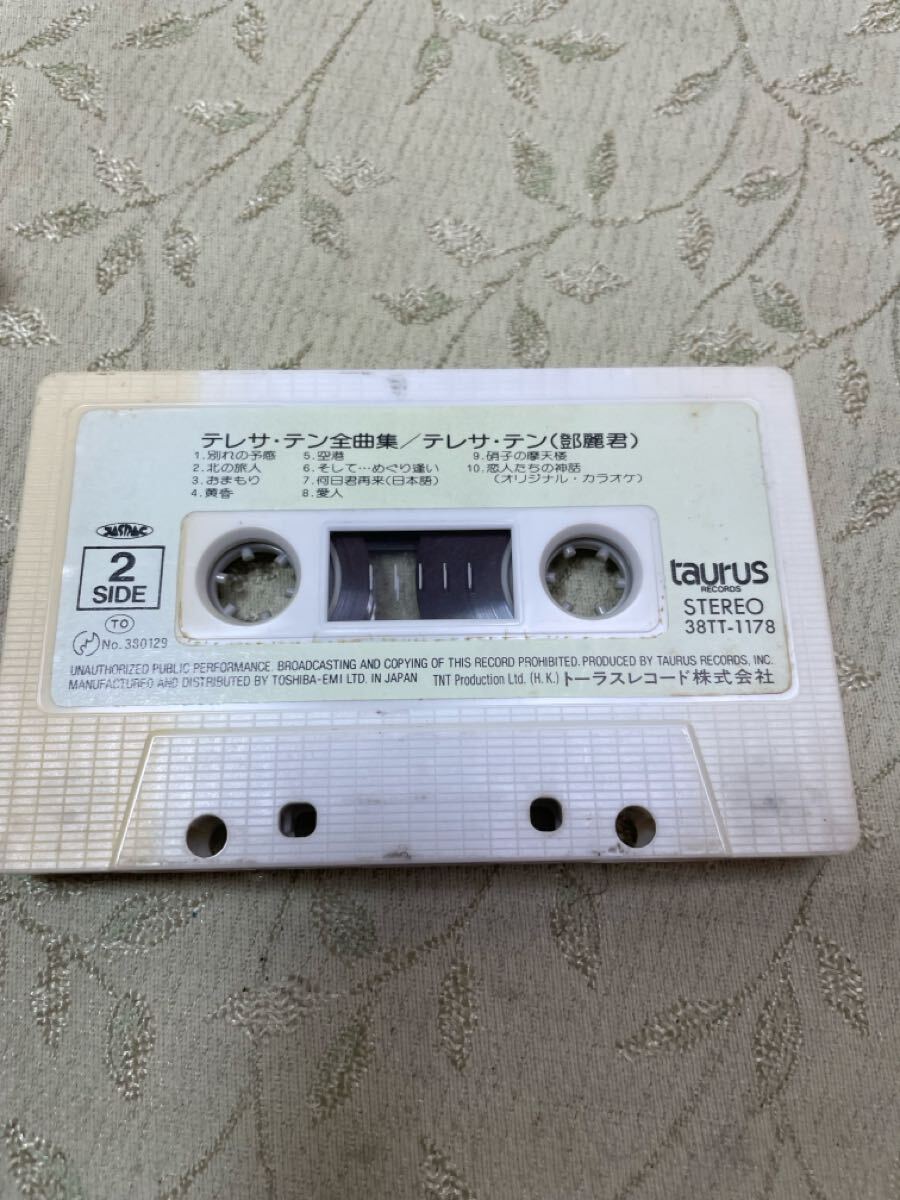 テレサ・テン全曲集/テレサ・テン(鄧麗君)
1.別れの予感
2.北の旅人
3.おまもり
4.黄昏
5.空港
6.そして…めぐり逢い
7.何日君再来(日本語)
8.愛人
9.硝子の摩天楼
10.恋人たちの神話
(オリジナル・カラオケ)
JASRAC
2
SIDE
TO
No. 380129
taurus
RECORDS
STEREO
38TT-1178
UNAUTHORIZED PUBLIC PERFORMANCE. BROADCASTING AND COPYING OF THIS RECORD PROHIBITED. PRODUCED BY TAURUS RECORDS, INC.
MANUFACTURED AND DISTRIBUTED BY TOSHIBA-EMI LTD. IN JAPAN TNT Production Ltd. (H. K.) トーラスレコード株式会社